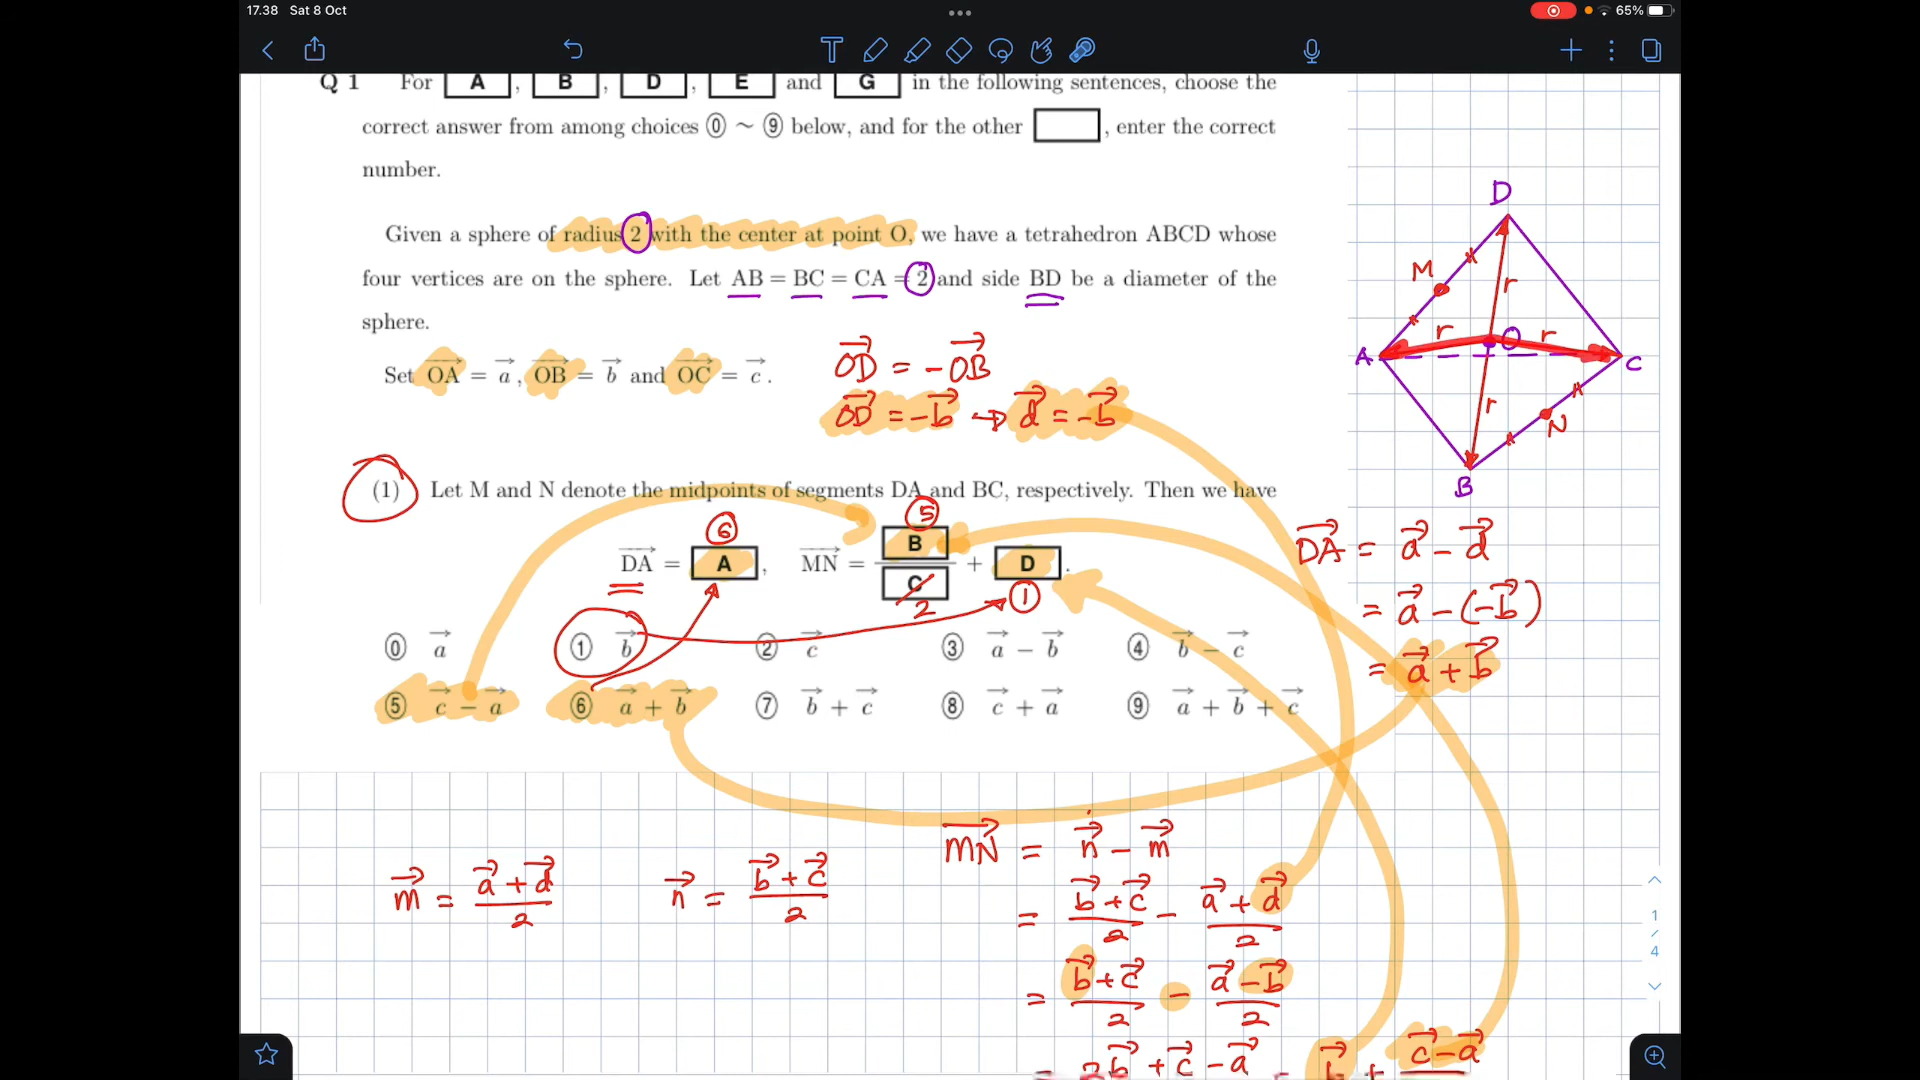 17.38 Sat 8 Oct
65%
Q 1 For A , B , D , E and G in the following sentences, choose the
correct answer from among choices ⓪ ~ ⑨ below, and for the other , enter the correct
number.
Given a sphere of radius 2 with the center at point O, we have a tetrahedron ABCD whose
four vertices are on the sphere. Let AB = BC = CA = 2 and side BD be a diameter of the
sphere.
Set →OA = →a , →OB = →b and →OC = →c .
→OD = -→OB
→OD = -→b → →d = -→b
D
M
r
A
r
O
r
C
r
N
B
(1) Let M and N denote the midpoints of segments DA and BC, respectively. Then we have
⑥
⑤
→DA = A , →MN = B / C + D .
2
①
⓪ →a ① →b ② →c ③ →a − →b ④ →b − →c
⑤ →c − →a ⑥ →a + →b ⑦ →b + →c ⑧ →c + →a ⑨ →a + →b + →c
→DA = →a - →d
= →a - (-→b)
= →a + →b
→m = (→a + →d)/2
→n = (→b + →c)/2
→MN = →n - →m
= (→b + →c)/2 - (→a + →d)/2
= (→b + →c)/2 - (→a - →b)/2
= 2→b + →c - →a = →b + →c - →a
1
/
4